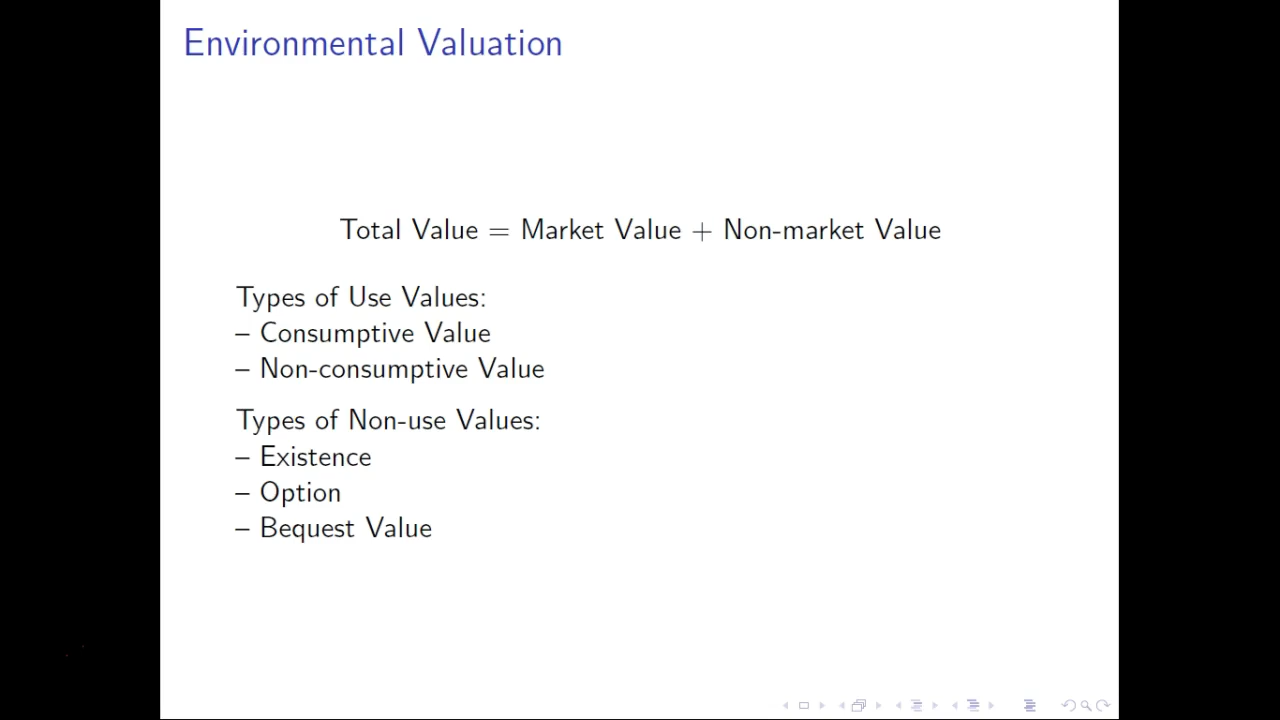 Environmental Valuation
Total Value = Market Value + Non-market Value
Types of Use Values:
– Consumptive Value
– Non-consumptive Value
Types of Non-use Values:
– Existence
– Option
– Bequest Value